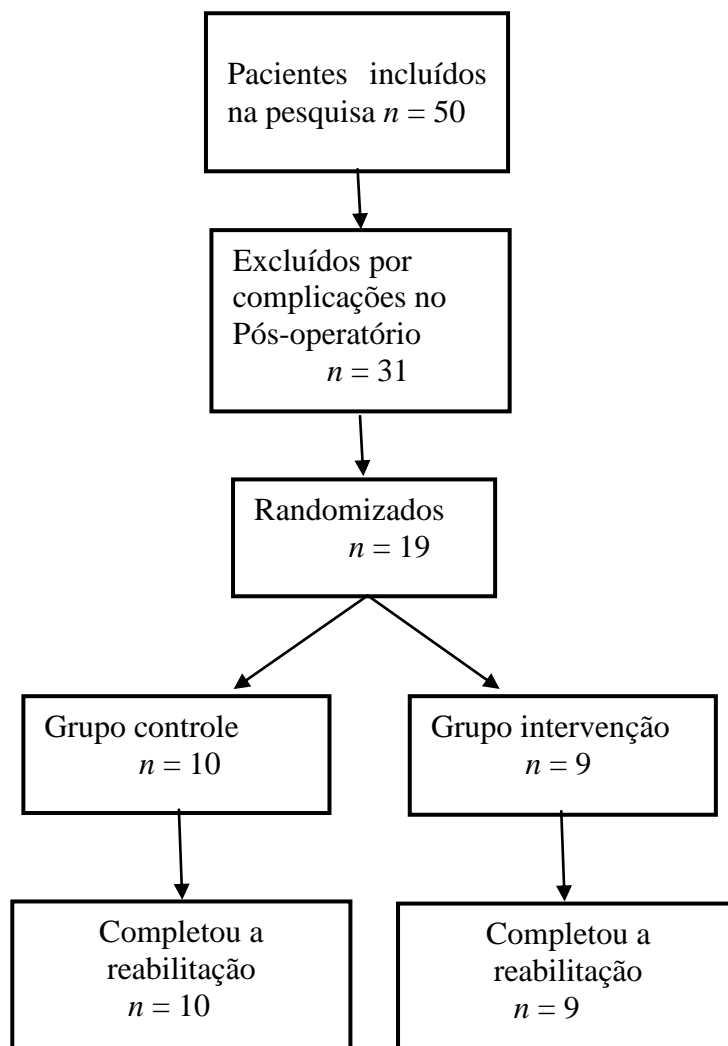 Pacientes incluídos
na pesquisa n = 50
Excluídos por
complicações no
Pós-operatório
n = 31
Randomizados
n = 19
Grupo controle
n = 10
Grupo intervenção
n = 9
Completou a
reabilitação
n = 10
Completou a
reabilitação
n = 9